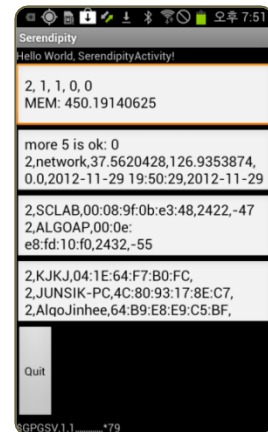 오후 7:51
Serendipity
Hello World, SerendipityActivity!
2, 1, 1, 0, 0
MEM: 450.19140625
more 5 is ok: 0
2,network,37.5620428,126.9353874,
0.0,2012-11-29 19:50:29,2012-11-29
2,SCLAB,00:08:9f:0b:e3:48,2422,-47
2,ALGOAP,00:0e:
e8:fd:10:f0,2432,-55
2,KJKJ,04:1E:64:F7:B0:FC,
2,JUNSIK-PC,4C:80:93:17:8E:C7,
2,AlgoJinhee,64:B9:E8:E9:C5:BF,
Quit
$GPGSV,1,1,,,,,,,,,,,,*79